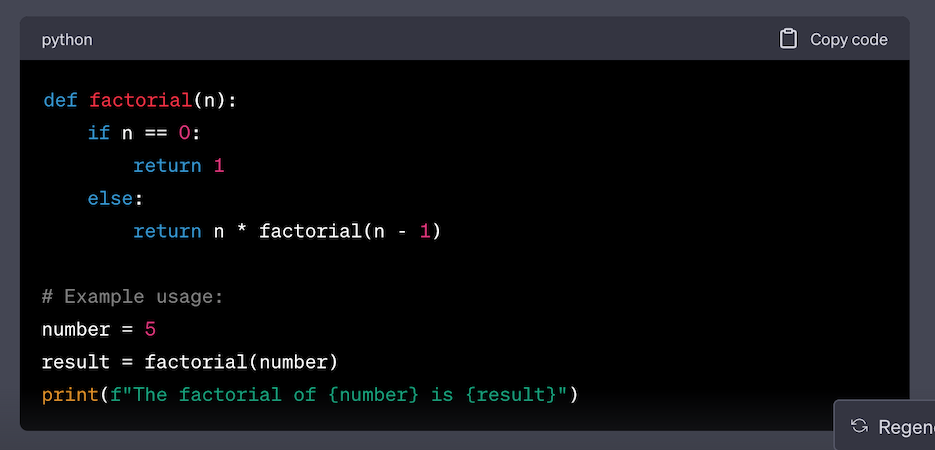 python Copy code
def factorial(n):
    if n == 0:
        return 1
    else:
        return n * factorial(n - 1)
# Example usage:
number = 5
result = factorial(number)
print(f"The factorial of {number} is {result}")